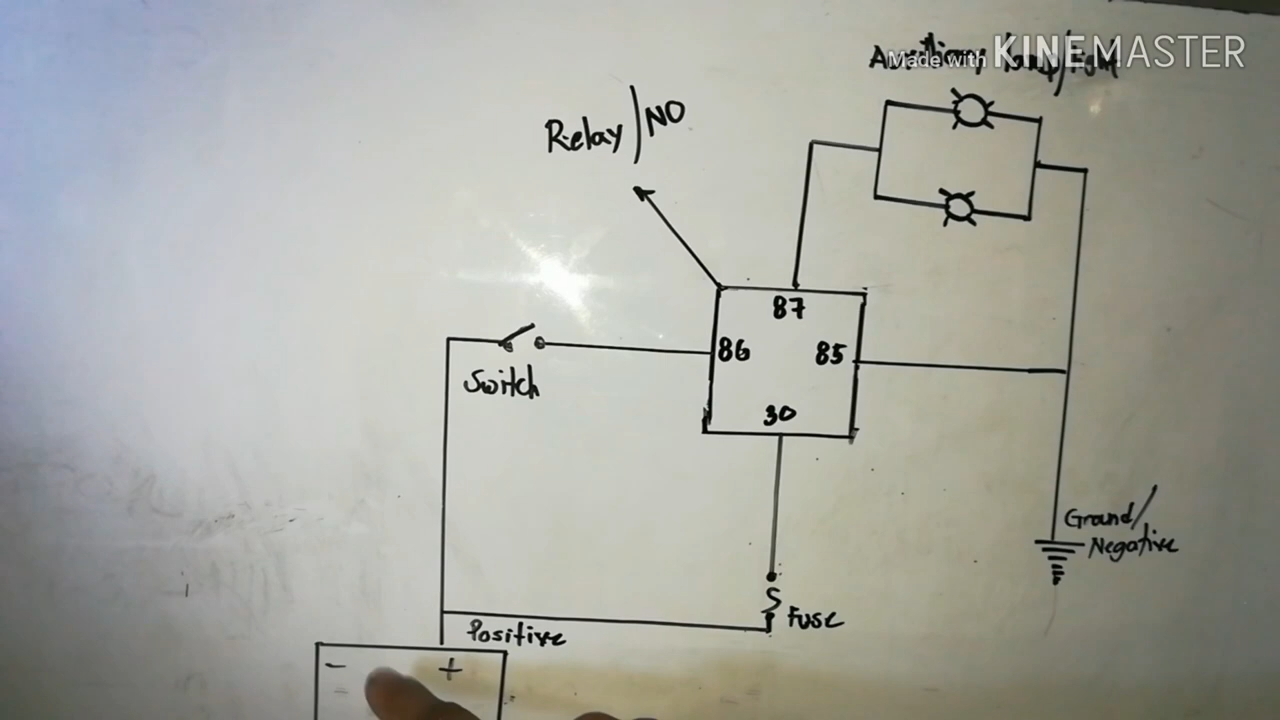 Made with KINEMASTER
Relay/NO
87
86
85
30
Switch
Ground/
Negative
Fuse
Positive
- +